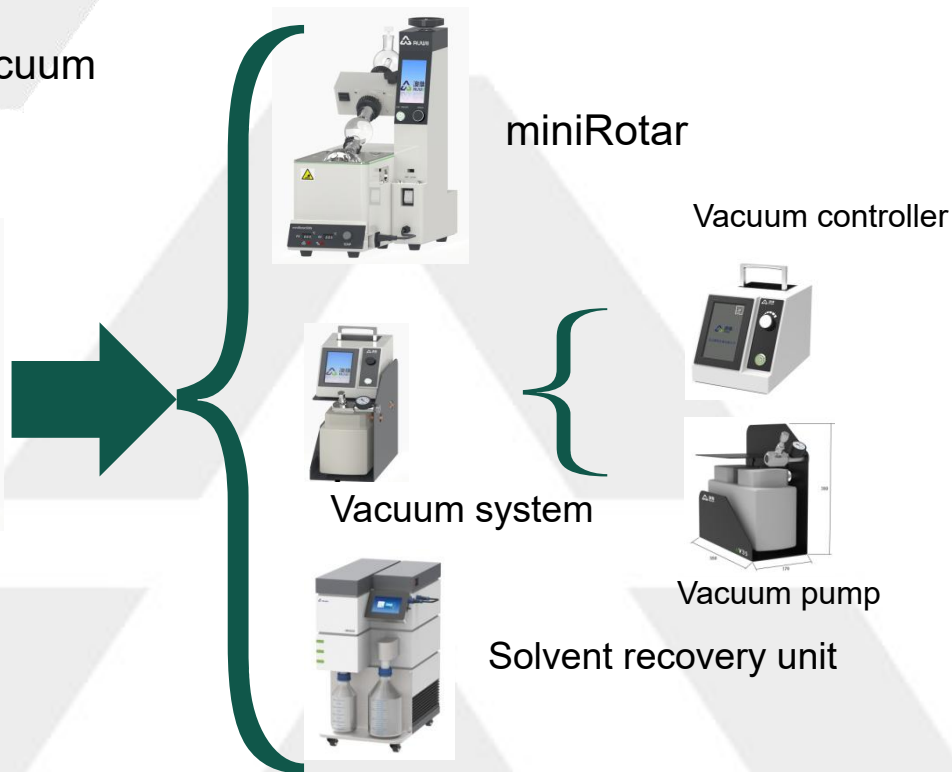 cuum
miniRotar
Vacuum controller
Vacuum system
Vacuum pump
Solvent recovery unit